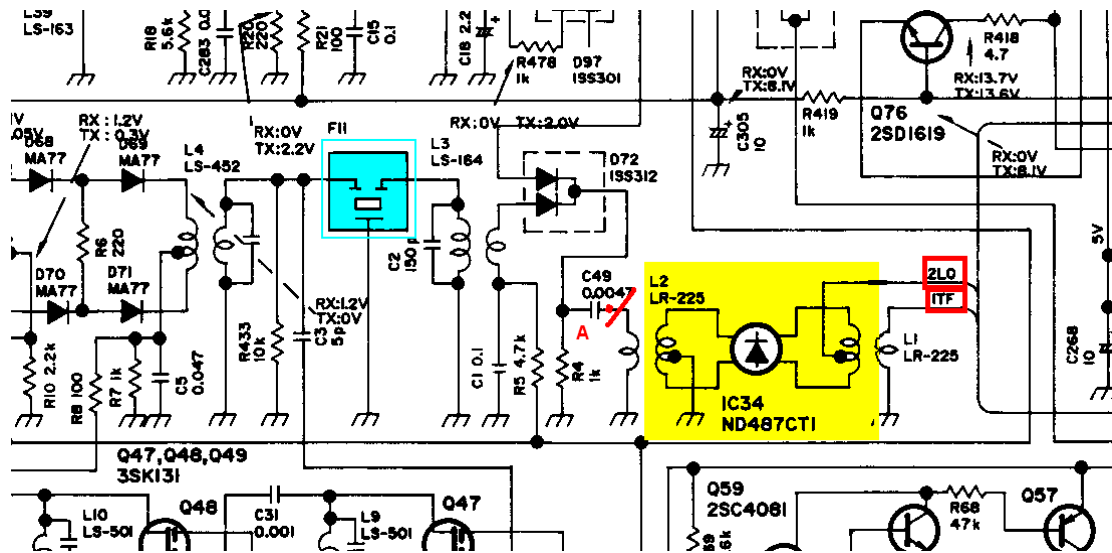 L39
LS-163
R18
5.6k
C283
R20
220
R21
100
C15
0.1
C18 2.2
R478
1k
D97
1SS301
RX:0V
TX:8.1V
R418
4.7
RX:13.7V
TX:13.6V
R419
1k
Q76
2SD1619
C305
10
RX:0V
TX:8.1V
RX:1.2V
TX:0.3V
.05V
D68
MA77
D69
MA77
L4
LS-452
RX:0V
TX:2.2V
F11
RX:0V TX:2.0V
L3
LS-164
D72
1SS312
R6
220
C2
150p
5V
D70
MA77
D71
MA77
RX:1.2V
TX:0V
C49
0.0047
A
L2
LR-225
2LO
ITF
L1
LR-225
C268
10
R10 2.2k
R8 100
R7 1k
C5
0.047
R433
10k
C3
5p
C1 0.1
R5 4.7k
R4
1k
IC34
ND487CT1
Q47,Q48,Q49
3SK131
L10
LS-501
Q48
C31
0.001
L9
LS-501
Q47
Q59
2SC4081
R68
47k
Q57